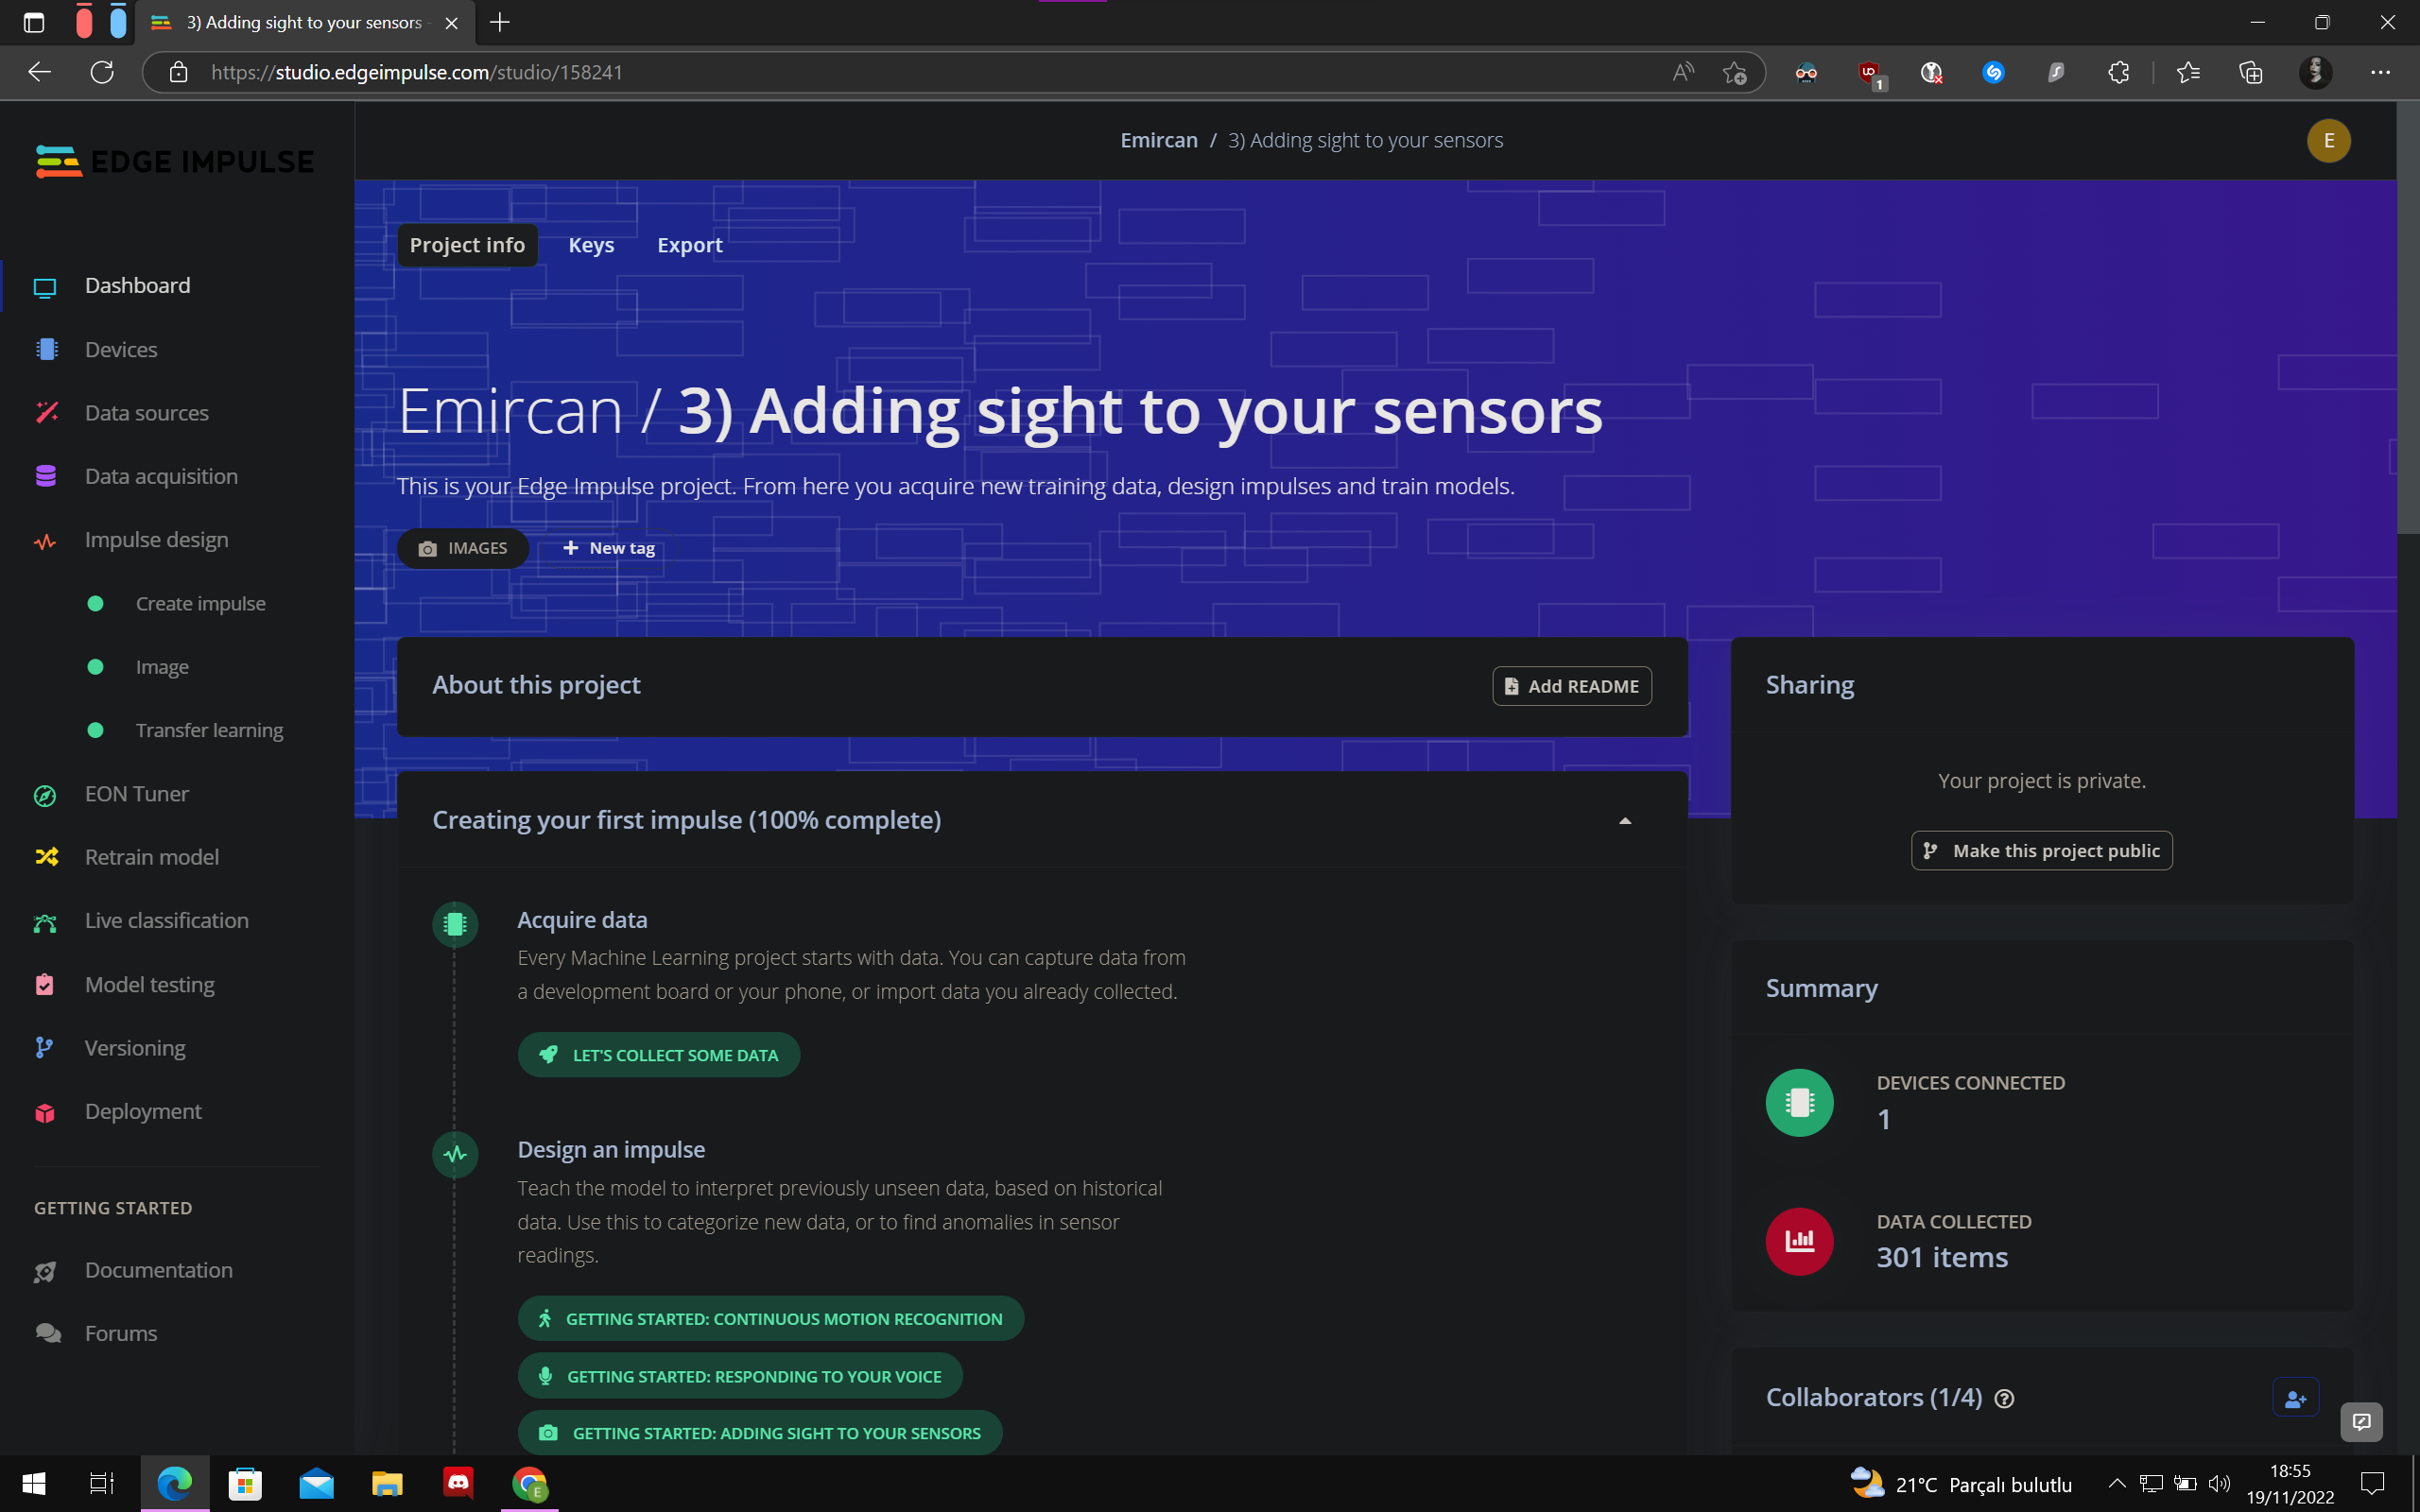 3) Adding sight to your sensors -
https://studio.edgeimpulse.com/studio/158241
1
EDGE IMPULSE
Emircan / 3) Adding sight to your sensors
E
Dashboard
Devices
Data sources
Data acquisition
Impulse design
Create impulse
Image
Transfer learning
EON Tuner
Retrain model
Live classification
Model testing
Versioning
Deployment
GETTING STARTED
Documentation
Forums
Project info Keys Export
Emircan / 3) Adding sight to your sensors
This is your Edge Impulse project. From here you acquire new training data, design impulses and train models.
IMAGES + New tag
About this project
Add README
Creating your first impulse (100% complete)
Acquire data
Every Machine Learning project starts with data. You can capture data from
a development board or your phone, or import data you already collected.
LET'S COLLECT SOME DATA
Design an impulse
Teach the model to interpret previously unseen data, based on historical
data. Use this to categorize new data, or to find anomalies in sensor
readings.
GETTING STARTED: CONTINUOUS MOTION RECOGNITION
GETTING STARTED: RESPONDING TO YOUR VOICE
GETTING STARTED: ADDING SIGHT TO YOUR SENSORS
Sharing
Your project is private.
Make this project public
Summary
DEVICES CONNECTED
1
DATA COLLECTED
301 items
Collaborators (1/4)
E
21°C Parçalı bulutlu
18:55
19/11/2022